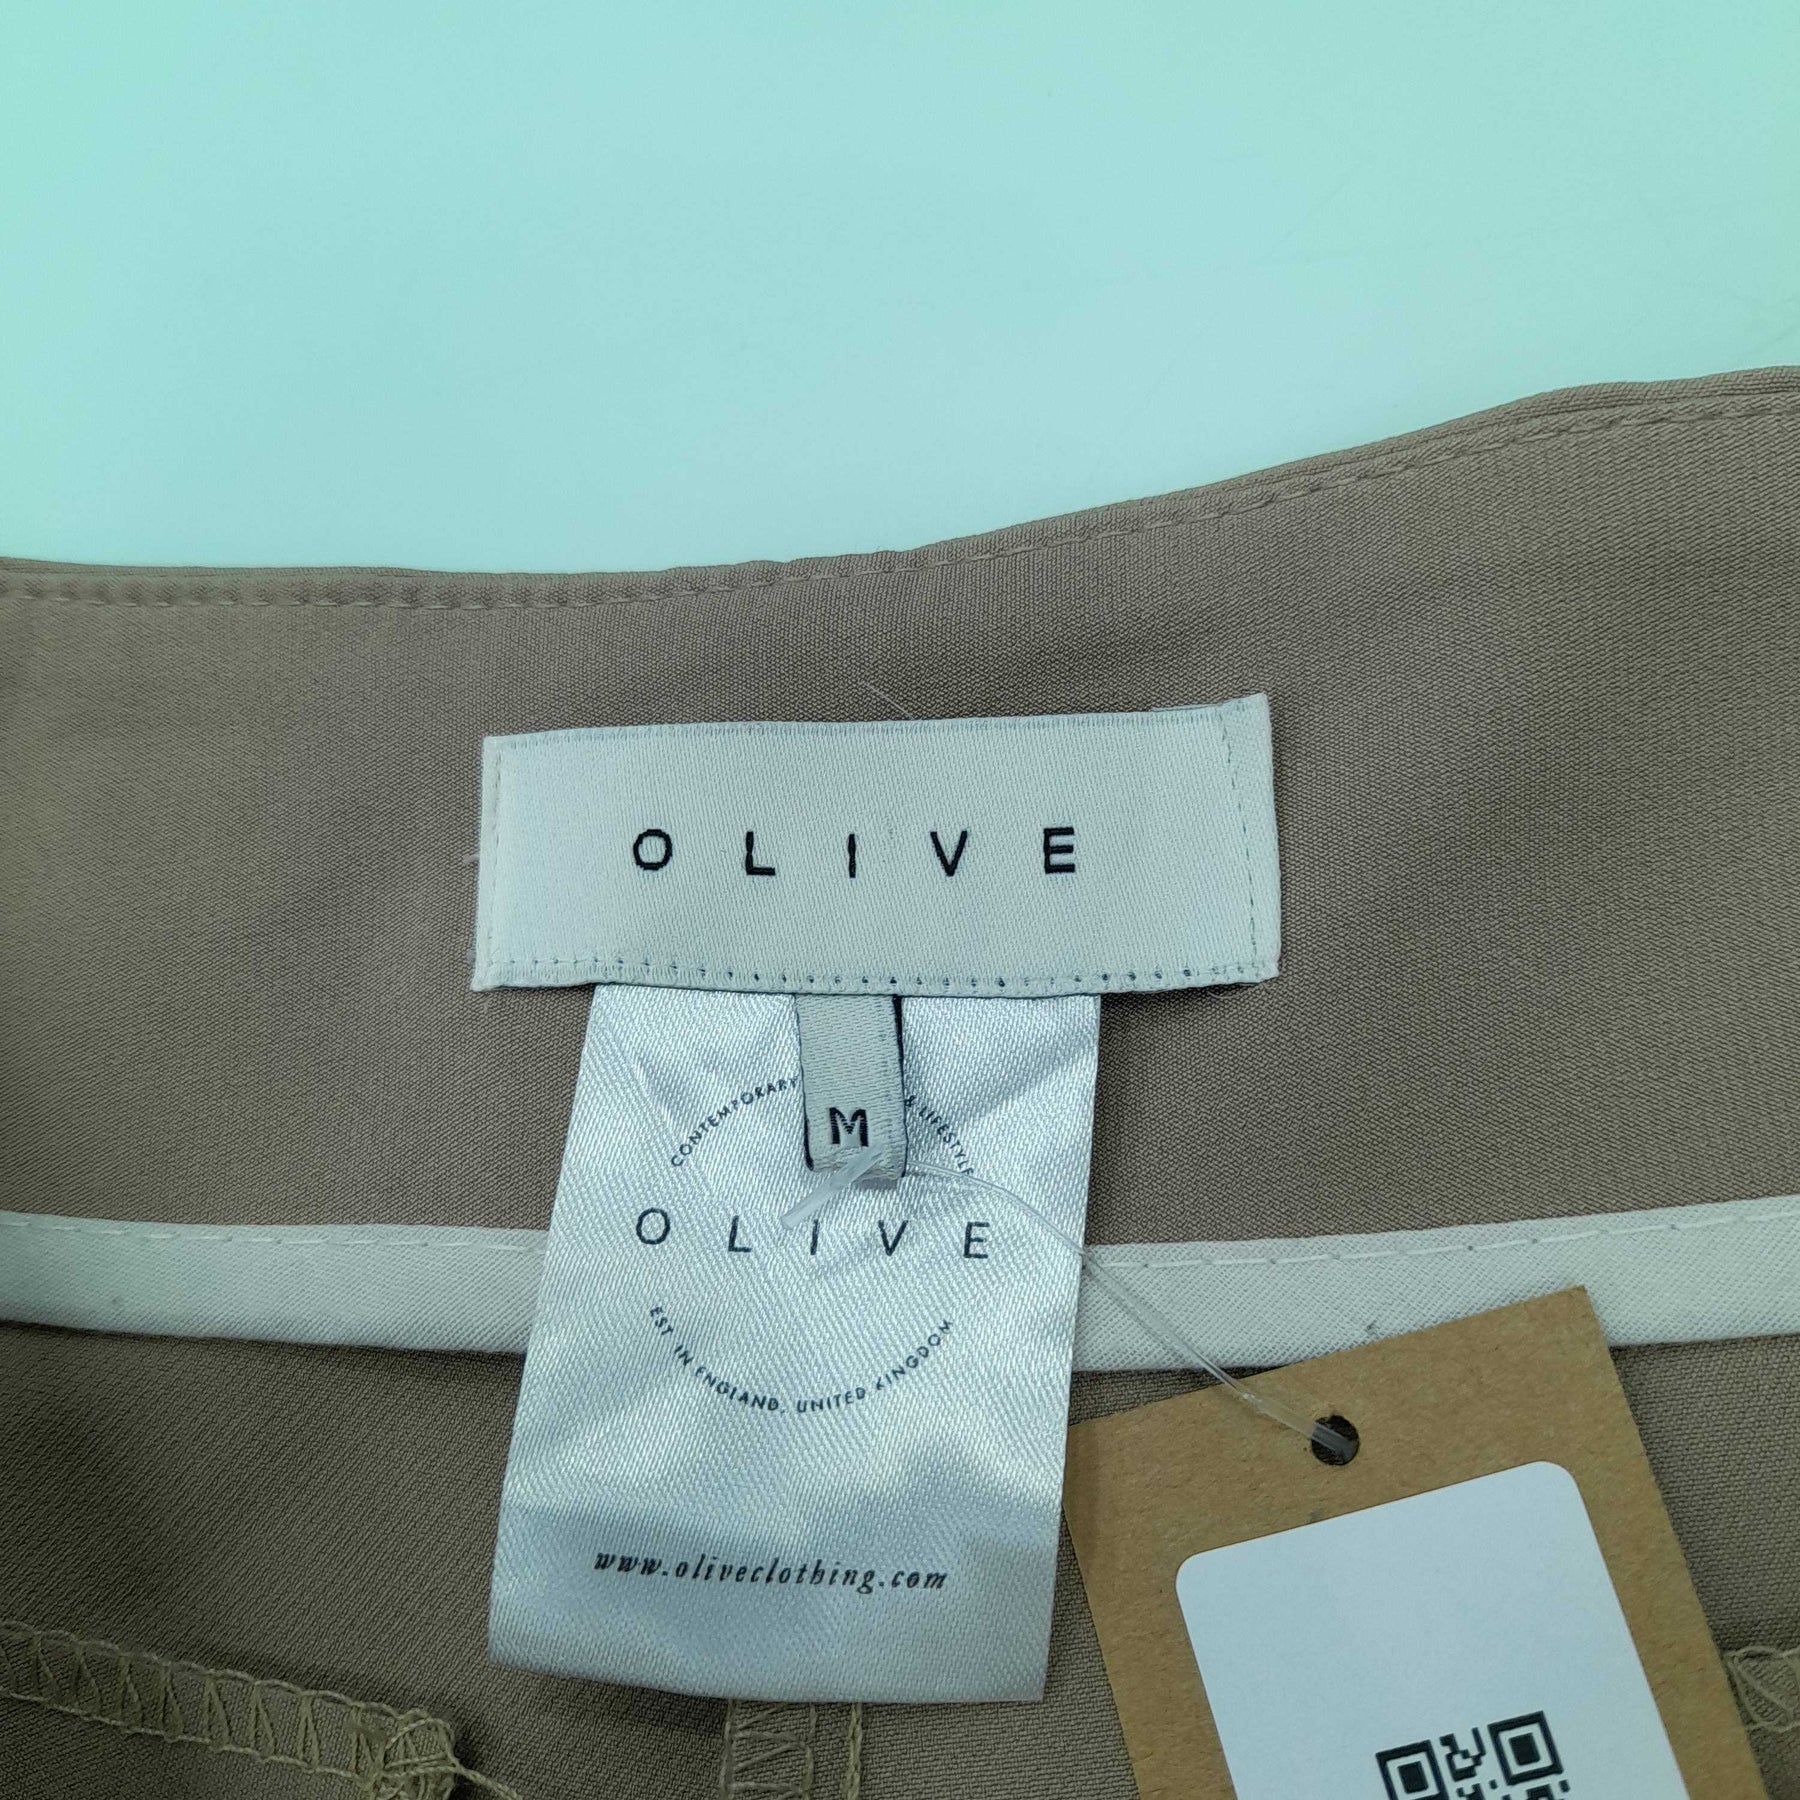 OLIVE
M
CONTEMPORARY & LIFESTYLE
OLIVE
EST IN ENGLAND, UNITED KINGDOM
www.oliveclothing.com